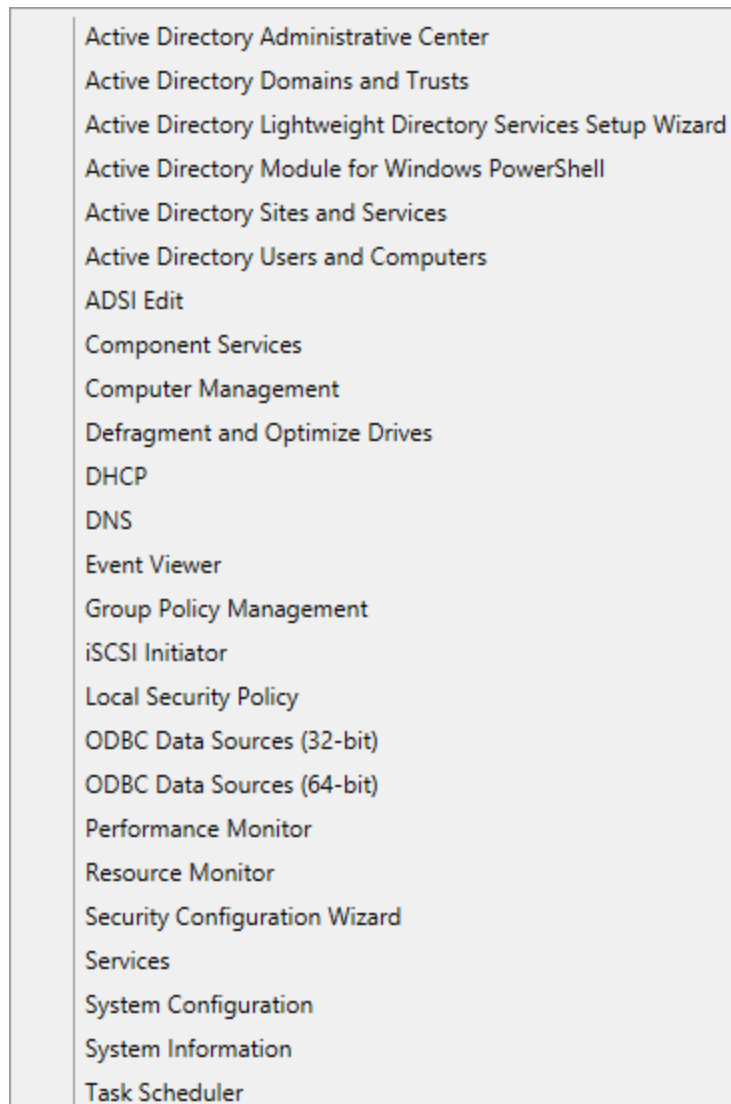 Active Directory Administrative Center
Active Directory Domains and Trusts
Active Directory Lightweight Directory Services Setup Wizard
Active Directory Module for Windows PowerShell
Active Directory Sites and Services
Active Directory Users and Computers
ADSI Edit
Component Services
Computer Management
Defragment and Optimize Drives
DHCP
DNS
Event Viewer
Group Policy Management
iSCSI Initiator
Local Security Policy
ODBC Data Sources (32-bit)
ODBC Data Sources (64-bit)
Performance Monitor
Resource Monitor
Security Configuration Wizard
Services
System Configuration
System Information
Task Scheduler